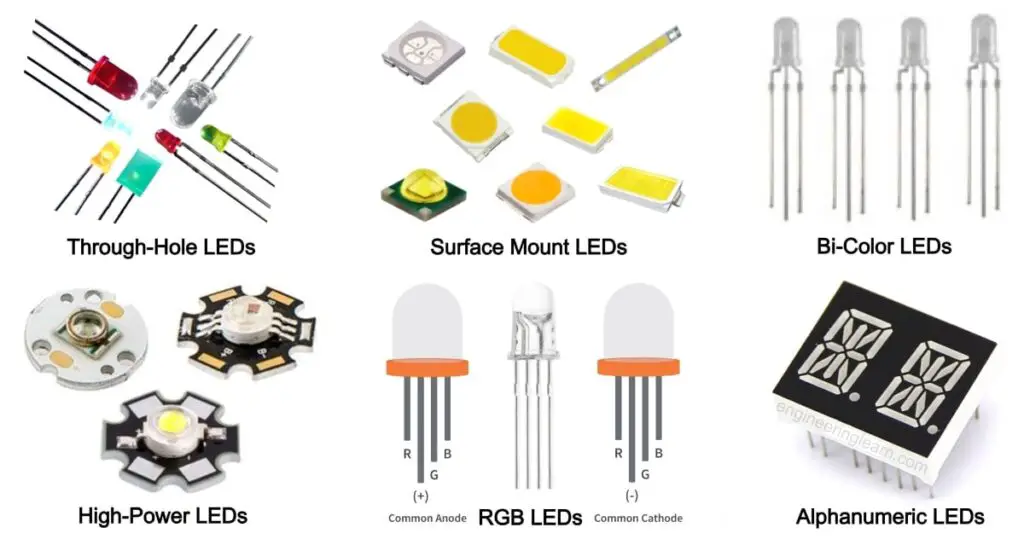 Through-Hole LEDs
Surface Mount LEDs
Bi-Color LEDs
R
G
B
(+)
Common Anode
R
G
B
(-)
Common Cathode
engineeringlearn.com
High-Power LEDs
RGB LEDs
Alphanumeric LEDs